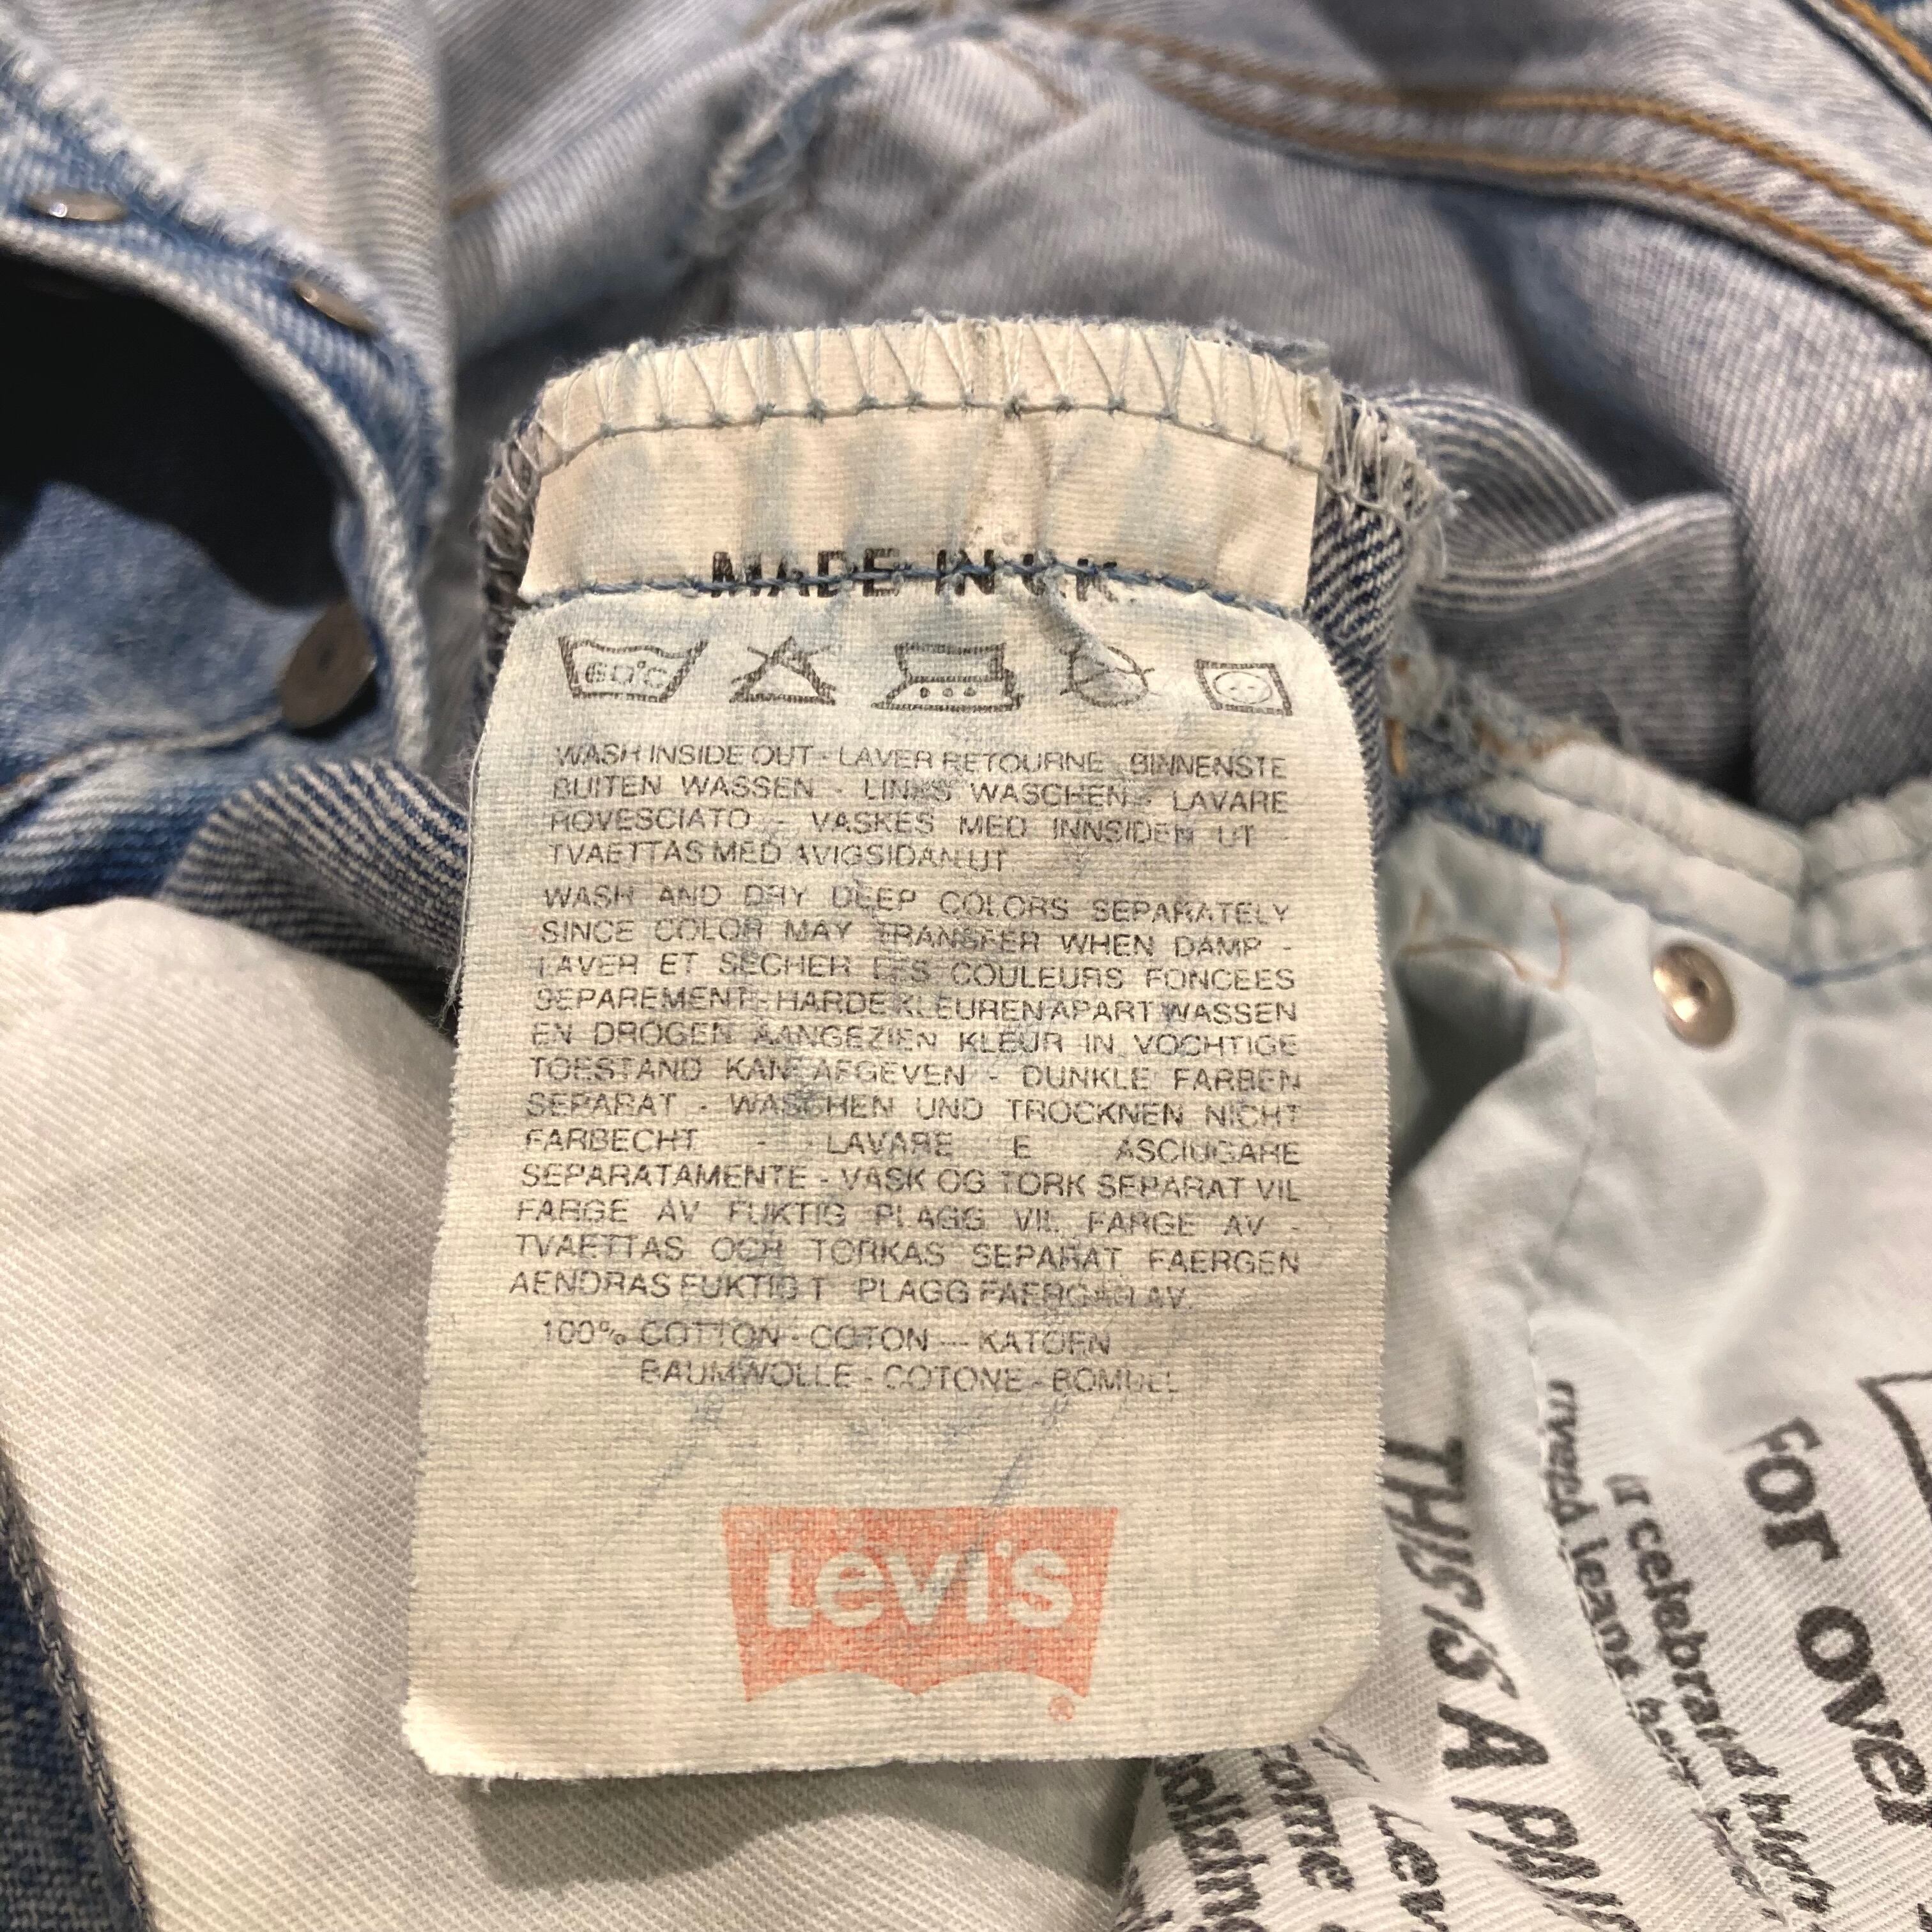 MADE IN U.K.
60°C
WASH INSIDE OUT - LAVER RETOURNE BINNENSTE
BUITEN WASSEN - LINKS WASCHEN - LAVARE
ROVESCIATO - VASKES MED INNSIDEN UT -
TVAETTAS MED AVIGSIDAN UT.
WASH AND DRY DEEP COLORS SEPARATELY
SINCE COLOR MAY TRANSFER WHEN DAMP -
LAVER ET SECHER LES COULEURS FONCEES
SEPAREMENT - HARDE KLEUREN APART WASSEN
EN DROGEN AANGEZIEN KLEUR IN VOCHTIGE
TOESTAND KAN AFGEVEN - DUNKLE FARBEN
SEPARAT - WASCHEN UND TROCKNEN NICHT
FARBECHT - LAVARE E ASCIUGARE
SEPARATAMENTE - VASK OG TORK SEPARAT VIL
FARGE AV FUKTIG PLAGG VIL FARGE AV -
TVAETTAS OCH TORKAS SEPARAT FAERGEN
AENDRAS FUKTIG T PLAGG FAERGAR AV.
100% COTTON - COTON --- KATOEN
BAUMWOLLE - COTONE - BOMULL
Levi's
®
THIS IS A
For over
celebrated
jeans